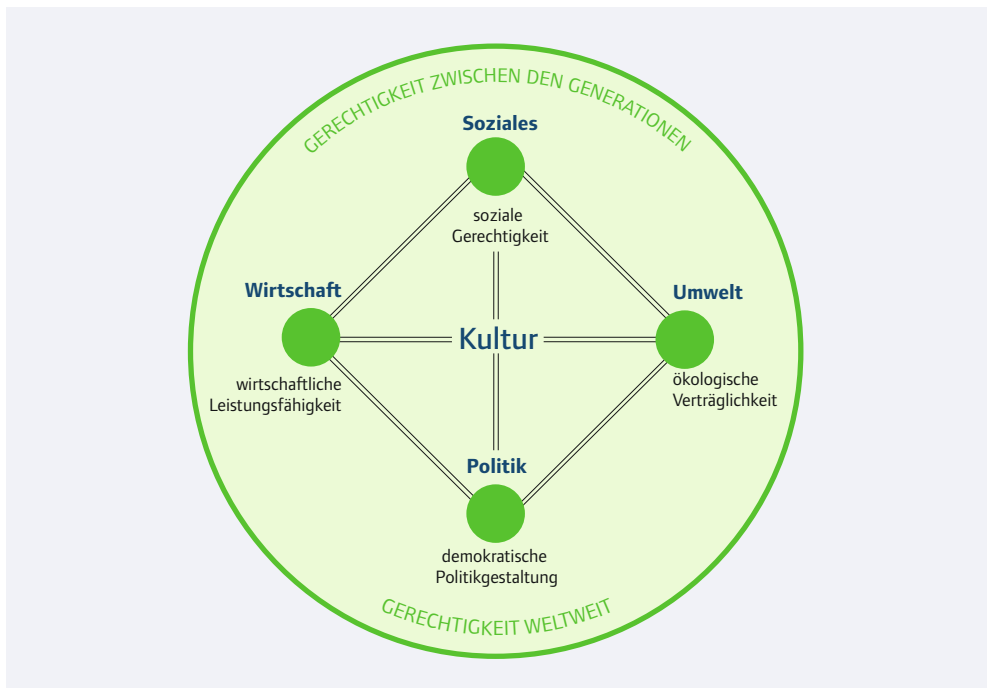 GERECHTIGKEIT ZWISCHEN DEN GENERATIONEN
Soziales
soziale
Gerechtigkeit
Wirtschaft
wirtschaftliche
Leistungsfähigkeit
Kultur
Umwelt
ökologische
Verträglichkeit
Politik
demokratische
Politikgestaltung
GERECHTIGKEIT WELTWEIT